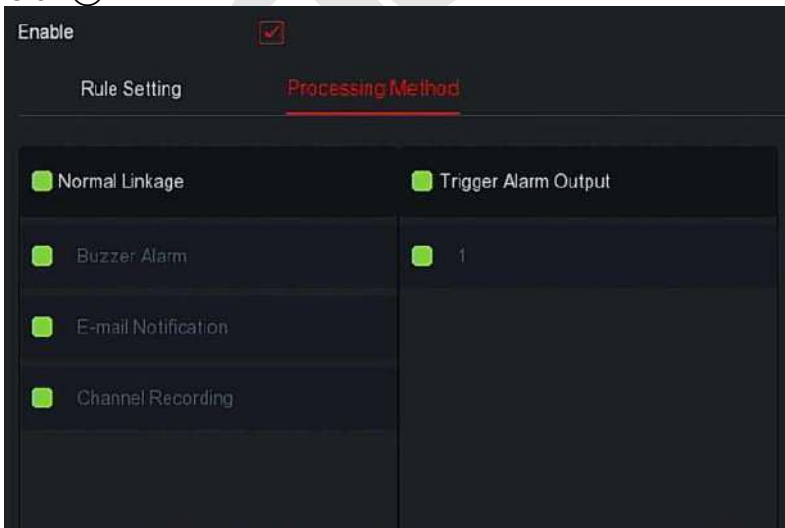 Enable
Rule Setting Processing Method
Normal Linkage Trigger Alarm Output
Buzzer Alarm 1
E-mail Notification
Channel Recording